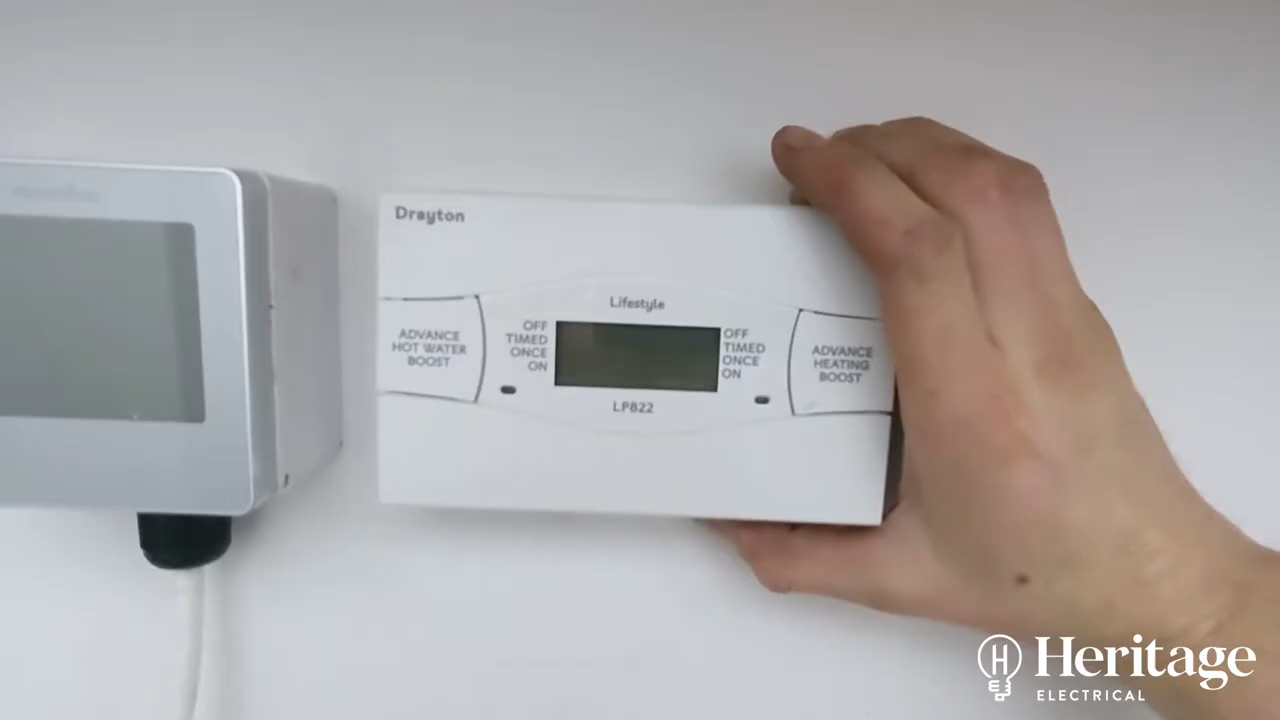 Drayton
Lifestyle
ADVANCE
HOT WATER
BOOST
OFF
TIMED
ONCE
ON
OFF
TIMED
ONCE
ON
ADVANCE
HEATING
BOOST
LP822
Heritage
ELECTRICAL